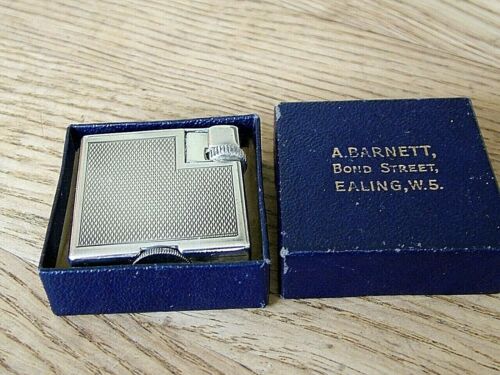 A.BARNETT,
BOND STREET,
EALING, W.5.